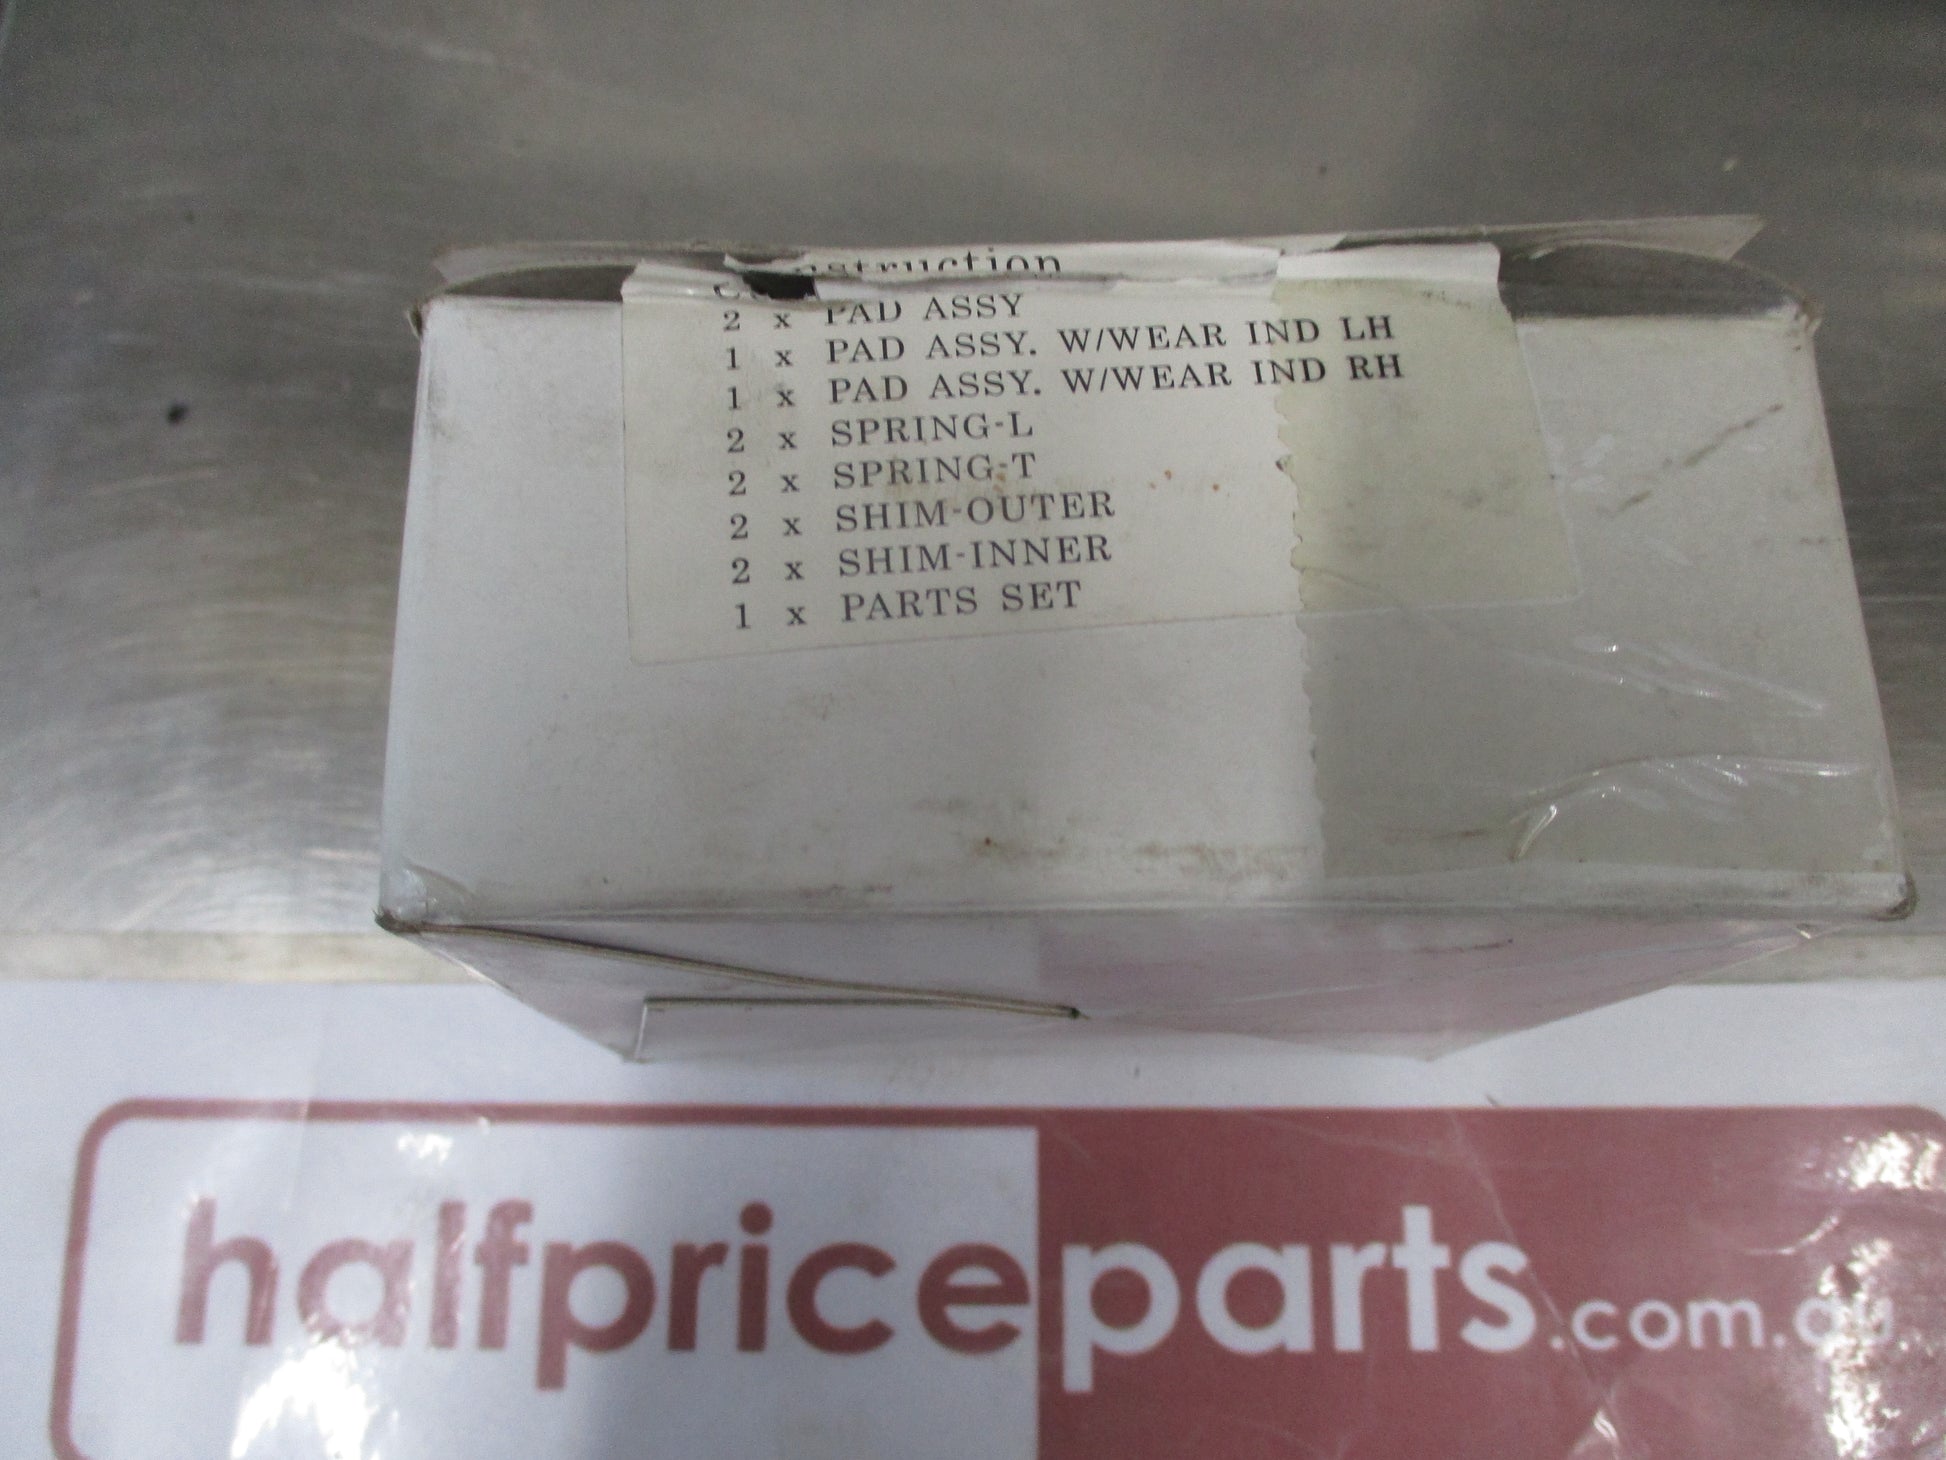 2 x PAD ASSY
1 x PAD ASSY. W/WEAR IND LH
1 x PAD ASSY. W/WEAR IND RH
2 x SPRING-L
2 x SPRING-T
2 x SHIM-OUTER
2 x SHIM-INNER
1 x PARTS SET
halfpriceparts.com.au